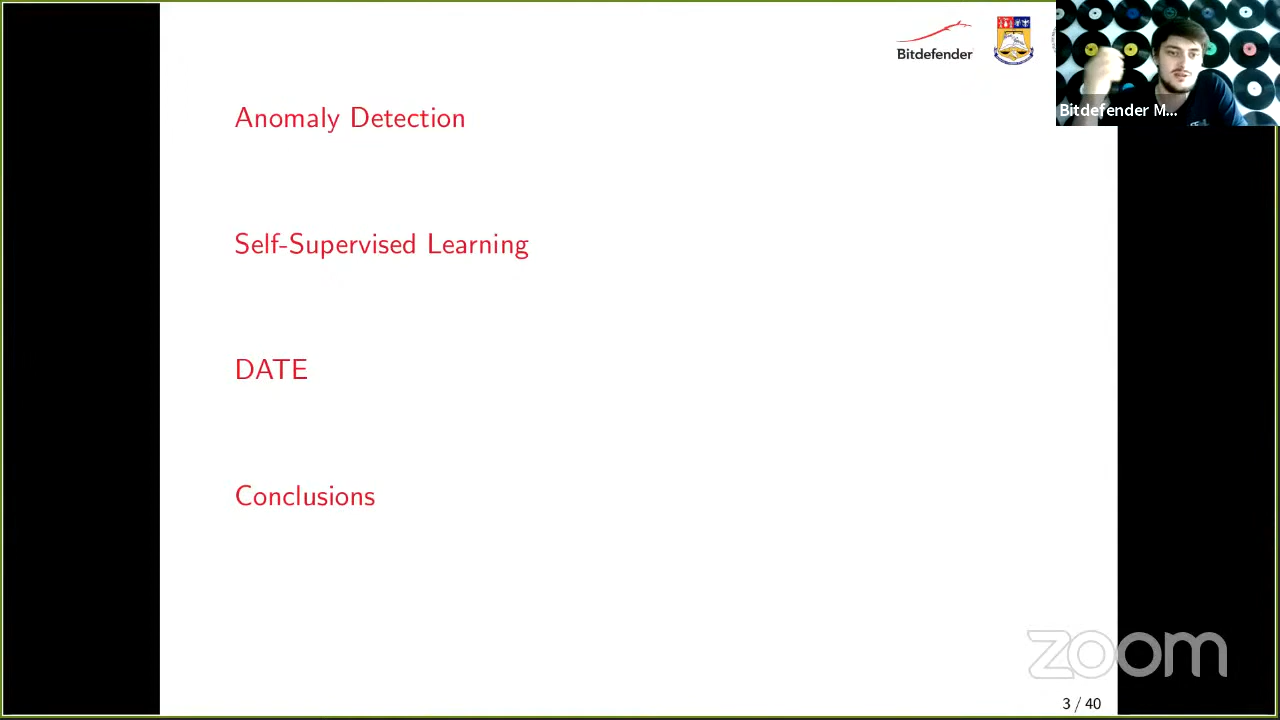 Bitdefender
Bitdefender M...
Anomaly Detection
Self-Supervised Learning
DATE
Conclusions
zoom
3 / 40